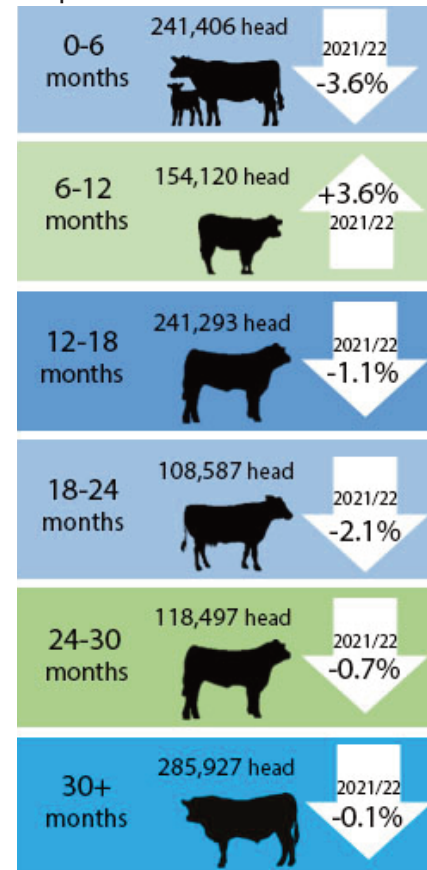 0-6
months
241,406 head
2021/22
-3.6%
6-12
months
154,120 head
+3.6%
2021/22
12-18
months
241,293 head
2021/22
-1.1%
18-24
months
108,587 head
2021/22
-2.1%
24-30
months
118,497 head
2021/22
-0.7%
30+
months
285,927 head
2021/22
-0.1%